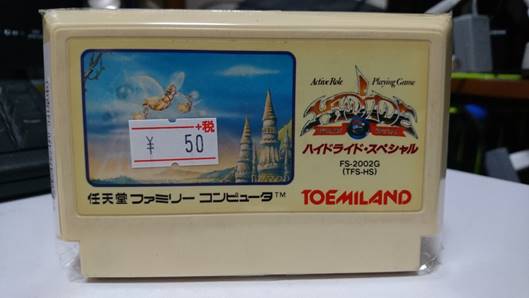 +税
¥ 50
任天堂 ファミリー コンピュータ™
Active Role Playing Game
HYDLIDE
ハイドライド・スペシャル
FS-2002G
(TFS-HS)
TOEMILAND